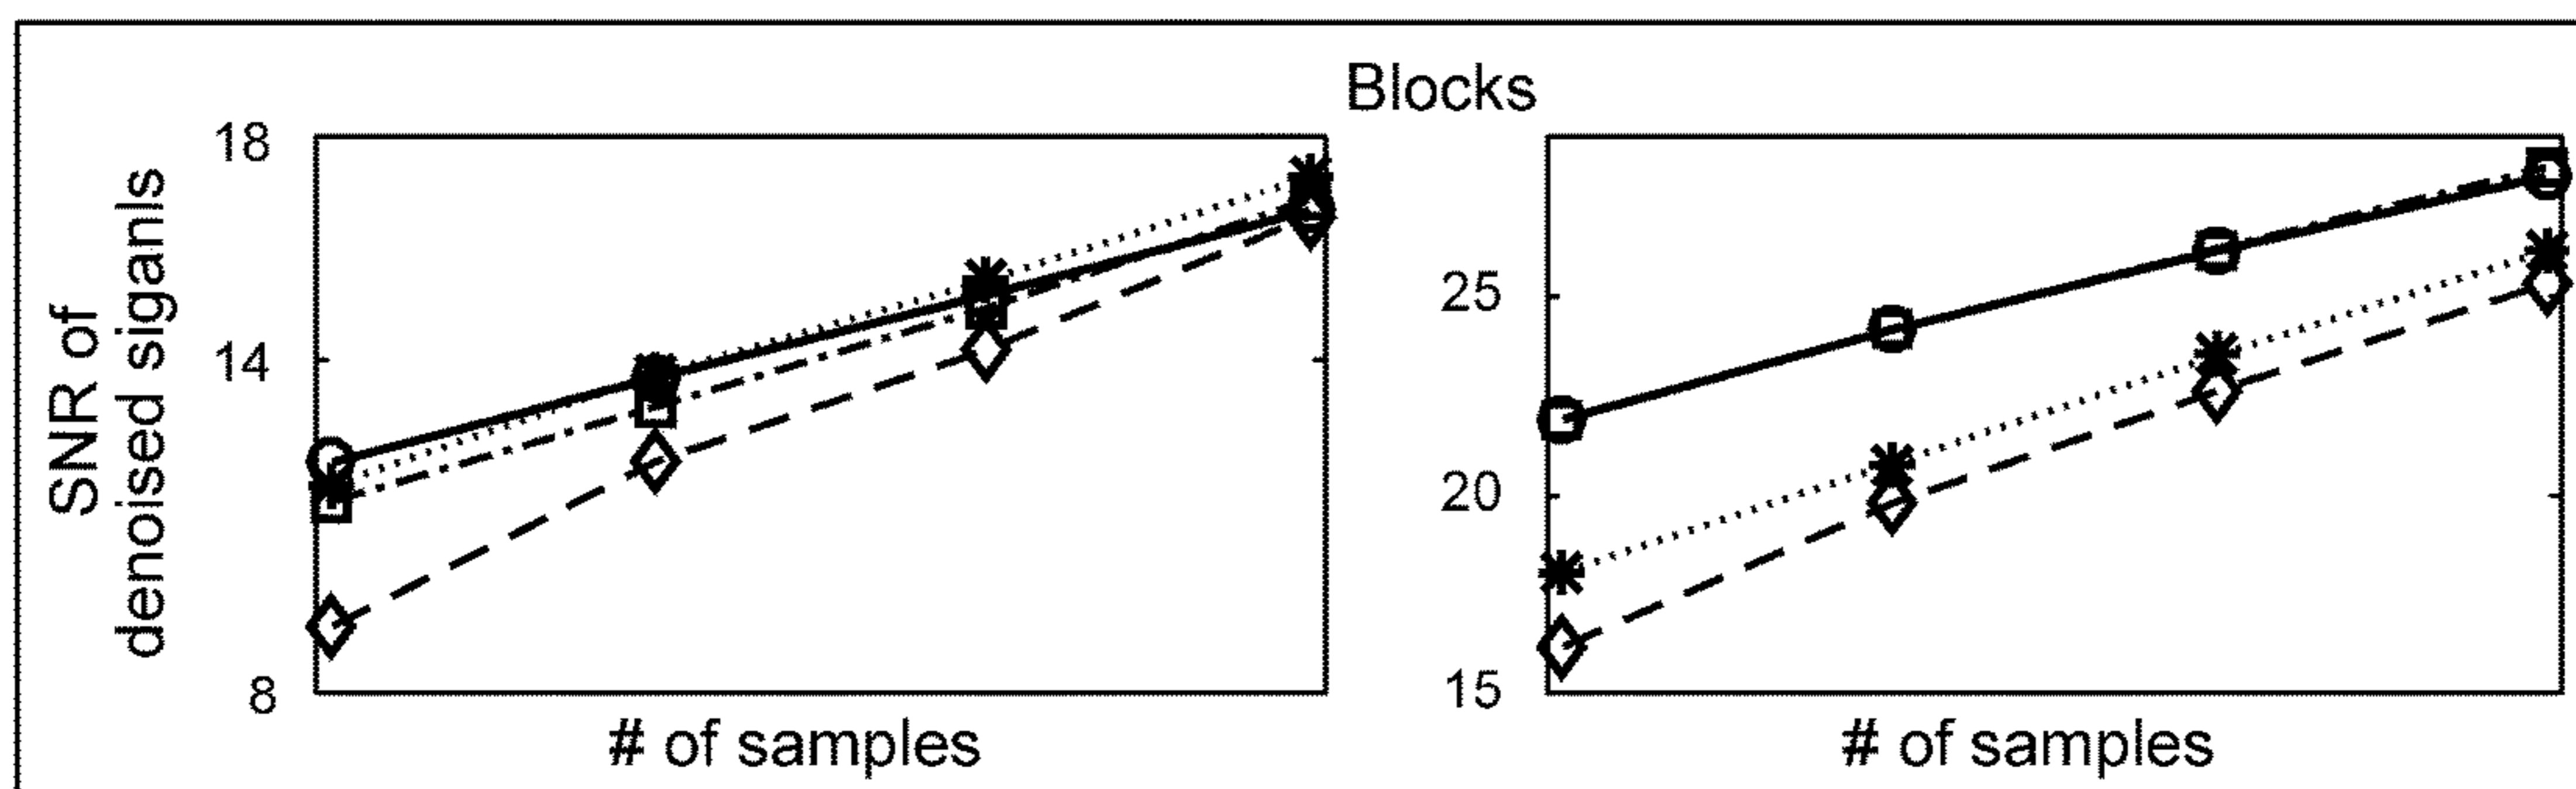 Blocks
SNR of
denoised siganls
18
14
8
# of samples
25
20
15
# of samples